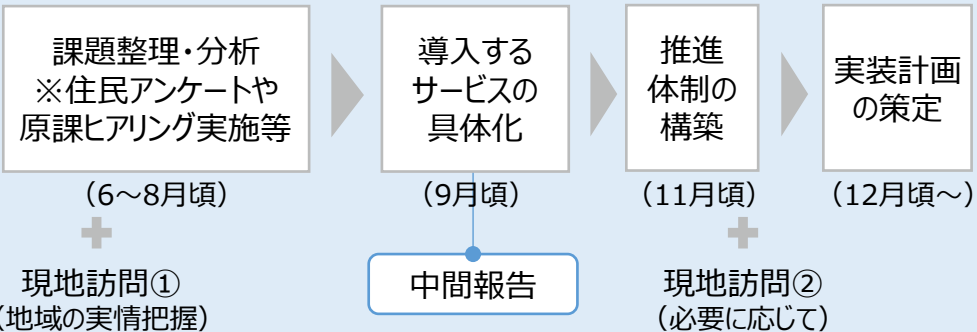 課題整理・分析
※住民アンケートや
原課ヒアリング実施等
(6～8月頃)
導入する
サービスの
具体化
(9月頃)
推進
体制の
構築
(11月頃)
実装計画
の策定
(12月頃～)
現地訪問①
(地域の実情把握)
中間報告
現地訪問②
(必要に応じて)